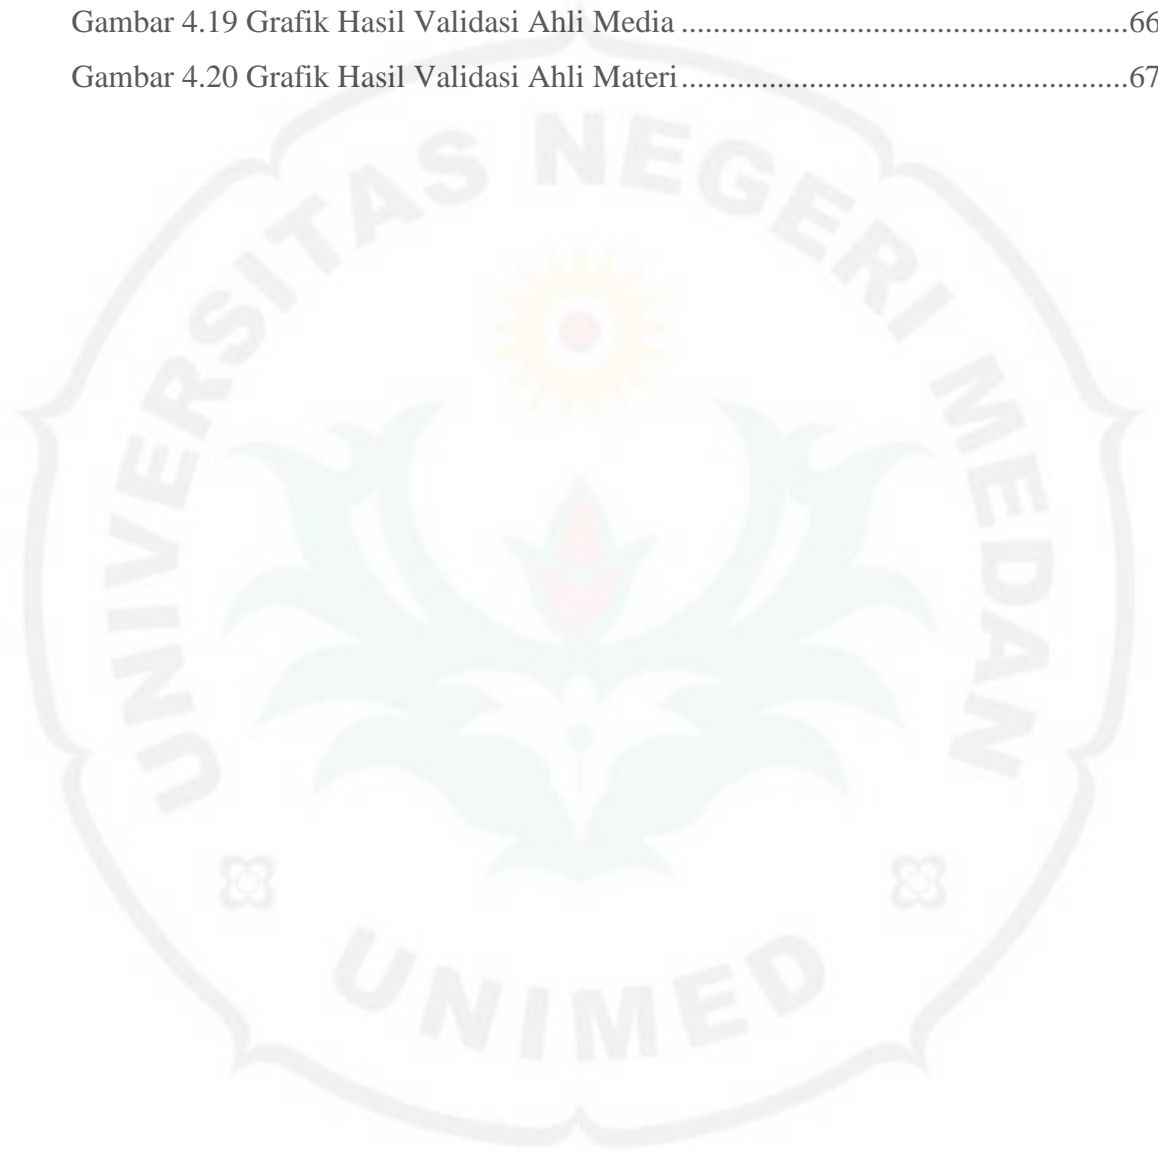 Gambar 4.19 Grafik Hasil Validasi Ahli Media ........................................................66
Gambar 4.20 Grafik Hasil Validasi Ahli Materi........................................................67
UNIVERSITAS NEGERI MEDAN
UNIMED